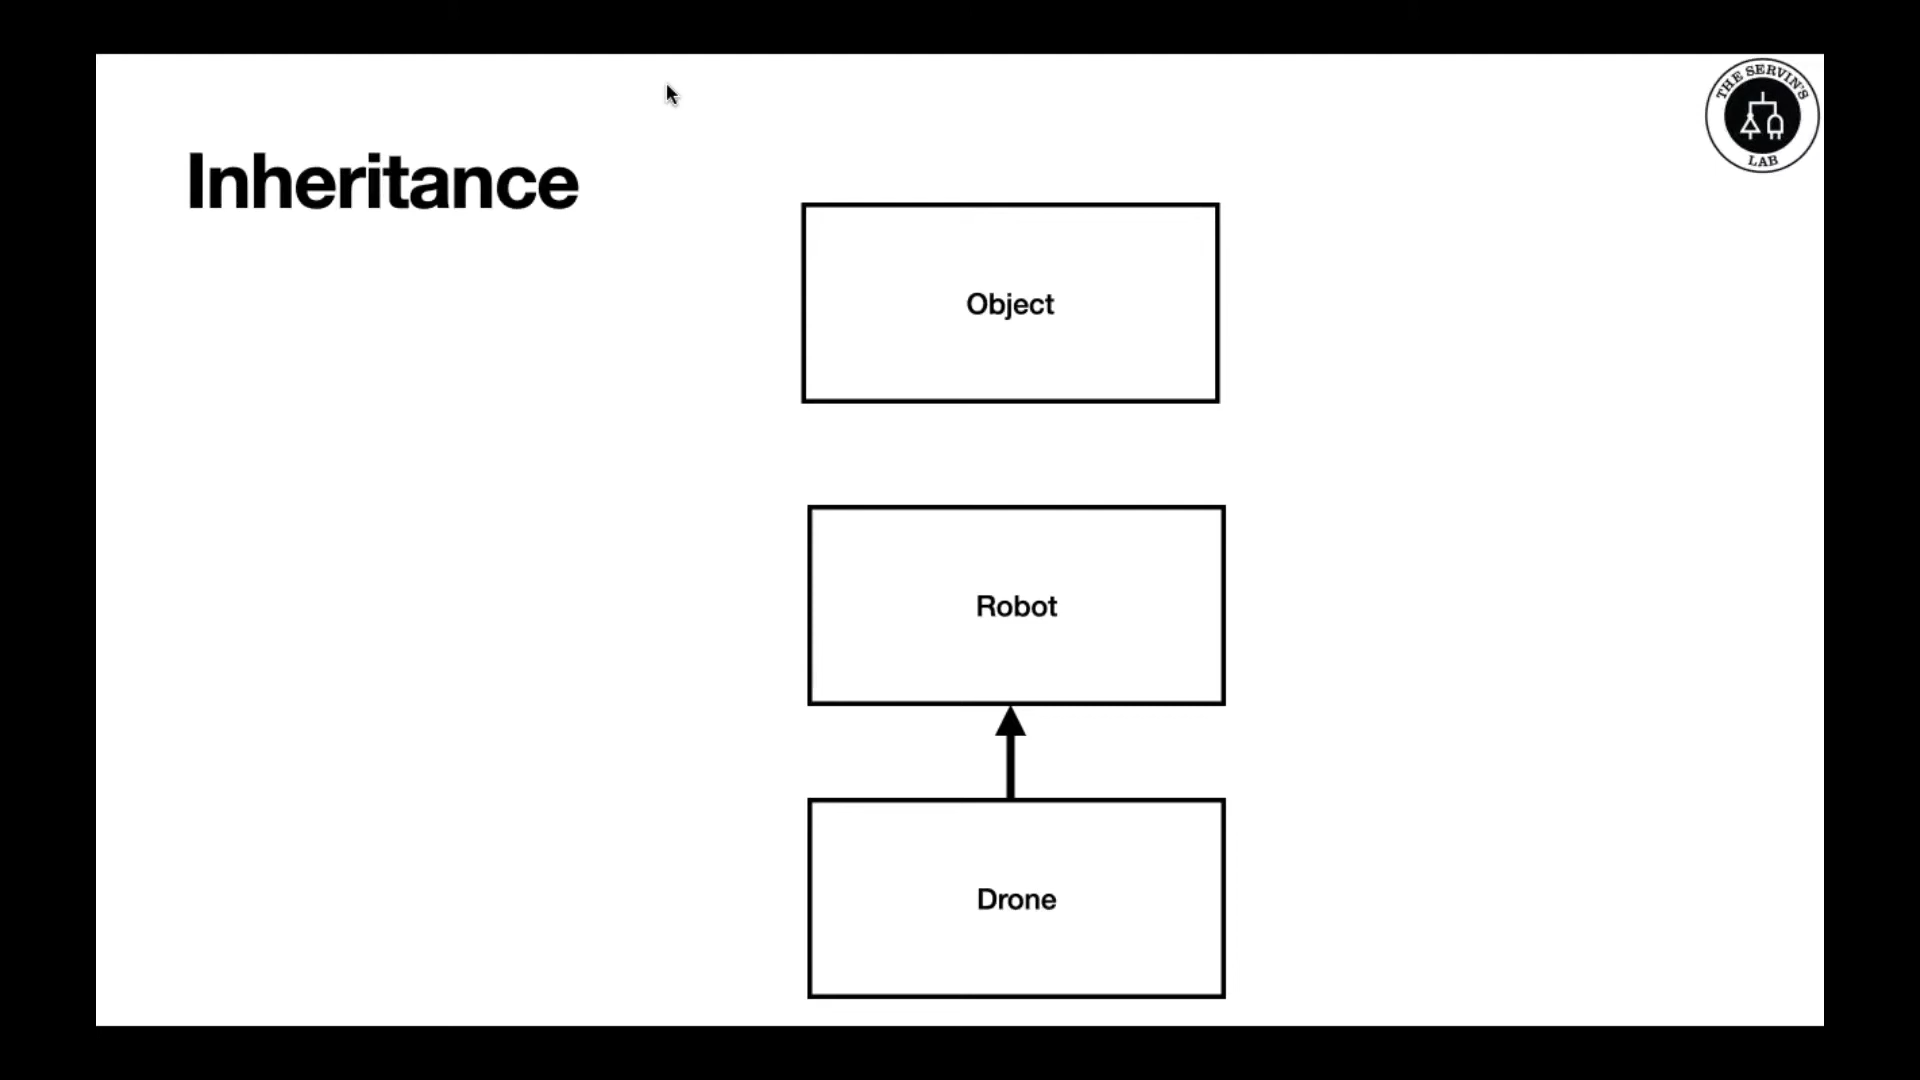 THE SERVIN'S
LAB
Inheritance
Object
Robot
Drone